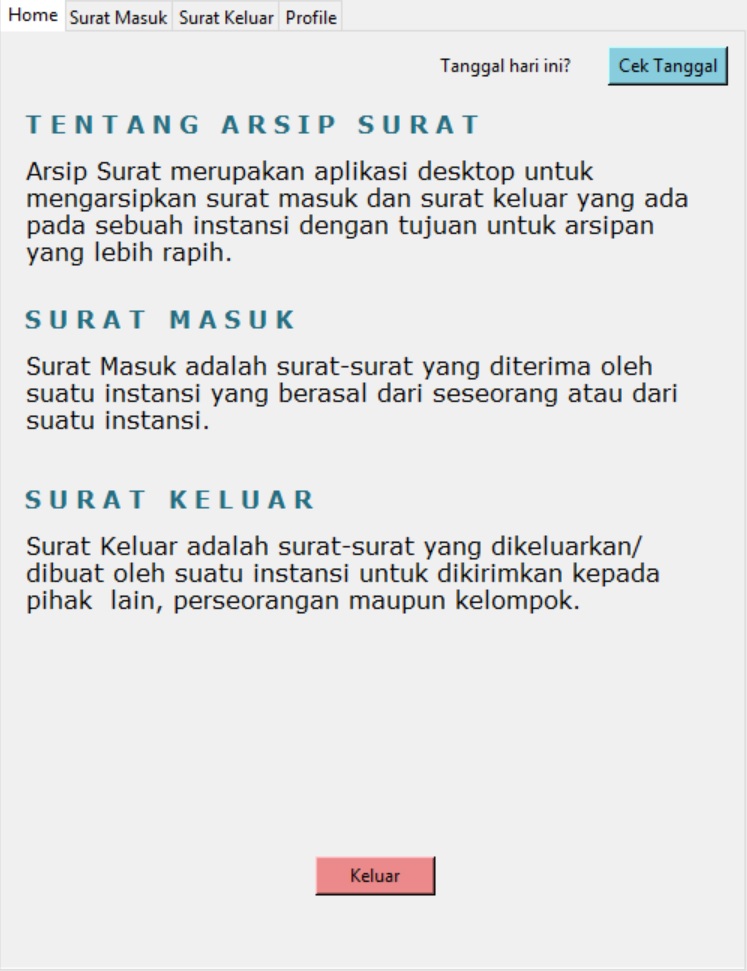 Home Surat Masuk Surat Keluar Profile
Tanggal hari ini? Cek Tanggal
TENTANG ARSIP SURAT
Arsip Surat merupakan aplikasi desktop untuk
mengarsipkan surat masuk dan surat keluar yang ada
pada sebuah instansi dengan tujuan untuk arsipan
yang lebih rapih.
SURAT MASUK
Surat Masuk adalah surat-surat yang diterima oleh
suatu instansi yang berasal dari seseorang atau dari
suatu instansi.
SURAT KELUAR
Surat Keluar adalah surat-surat yang dikeluarkan/
dibuat oleh suatu instansi untuk dikirimkan kepada
pihak  lain, perseorangan maupun kelompok.
Keluar